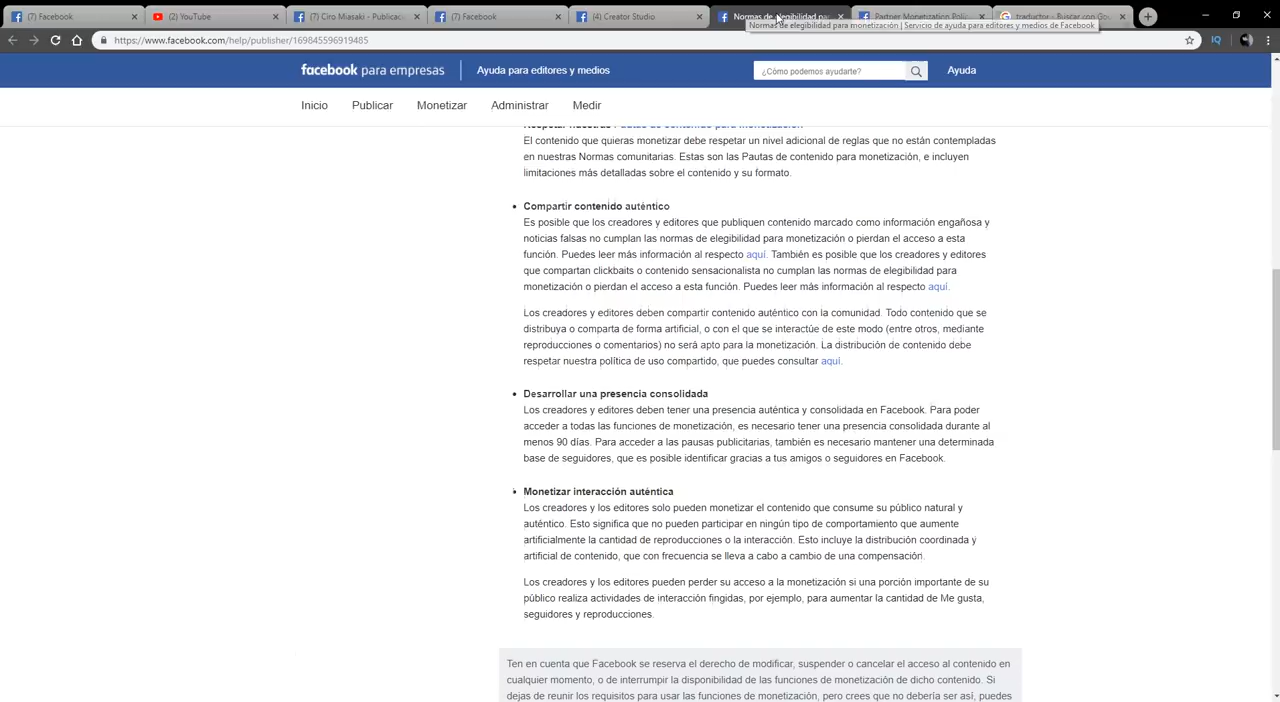 (7) Facebook
(2) YouTube
(7) Ciro Miasaki - Publicaci
(7) Facebook
(4) Creator Studio
Normas de elegibilidad pa
Partner Monetization Polic
traductor - Buscar con Go
Normas de elegibilidad para monetización | Servicio de ayuda para editores y medios de Facebook
https://www.facebook.com/help/publisher/169845596919485
IQ
facebook para empresas
Ayuda para editores y medios
¿Cómo podemos ayudarte?
Ayuda
Inicio
Publicar
Monetizar
Administrar
Medir
Respetar nuestras Pautas de contenido para monetización
El contenido que quieras monetizar debe respetar un nivel adicional de reglas que no están contempladas
en nuestras Normas comunitarias. Estas son las Pautas de contenido para monetización, e incluyen
limitaciones más detalladas sobre el contenido y su formato.
• Compartir contenido auténtico
Es posible que los creadores y editores que publiquen contenido marcado como información engañosa y
noticias falsas no cumplan las normas de elegibilidad para monetización o pierdan el acceso a esta
función. Puedes leer más información al respecto aquí. También es posible que los creadores y editores
que compartan clickbaits o contenido sensacionalista no cumplan las normas de elegibilidad para
monetización o pierdan el acceso a esta función. Puedes leer más información al respecto aquí.
Los creadores y editores deben compartir contenido auténtico con la comunidad. Todo contenido que se
distribuya o comparta de forma artificial, o con el que se interactúe de este modo (entre otros, mediante
reproducciones o comentarios) no será apto para la monetización. La distribución de contenido debe
respetar nuestra política de uso compartido, que puedes consultar aquí.
• Desarrollar una presencia consolidada
Los creadores y editores deben tener una presencia auténtica y consolidada en Facebook. Para poder
acceder a todas las funciones de monetización, es necesario tener una presencia consolidada durante al
menos 90 días. Para acceder a las pausas publicitarias, también es necesario mantener una determinada
base de seguidores, que es posible identificar gracias a tus amigos o seguidores en Facebook.
• Monetizar interacción auténtica
Los creadores y los editores solo pueden monetizar el contenido que consume su público natural y
auténtico. Esto significa que no pueden participar en ningún tipo de comportamiento que aumente
artificialmente la cantidad de reproducciones o la interacción. Esto incluye la distribución coordinada y
artificial de contenido, que con frecuencia se lleva a cabo a cambio de una compensación.
Los creadores y los editores pueden perder su acceso a la monetización si una porción importante de su
público realiza actividades de interacción fingidas, por ejemplo, para aumentar la cantidad de Me gusta,
seguidores y reproducciones.
Ten en cuenta que Facebook se reserva el derecho de modificar, suspender o cancelar el acceso al contenido en
cualquier momento, o de interrumpir la disponibilidad de las funciones de monetización de dicho contenido. Si
dejas de reunir los requisitos para usar las funciones de monetización, pero crees que no debería ser así, puedes